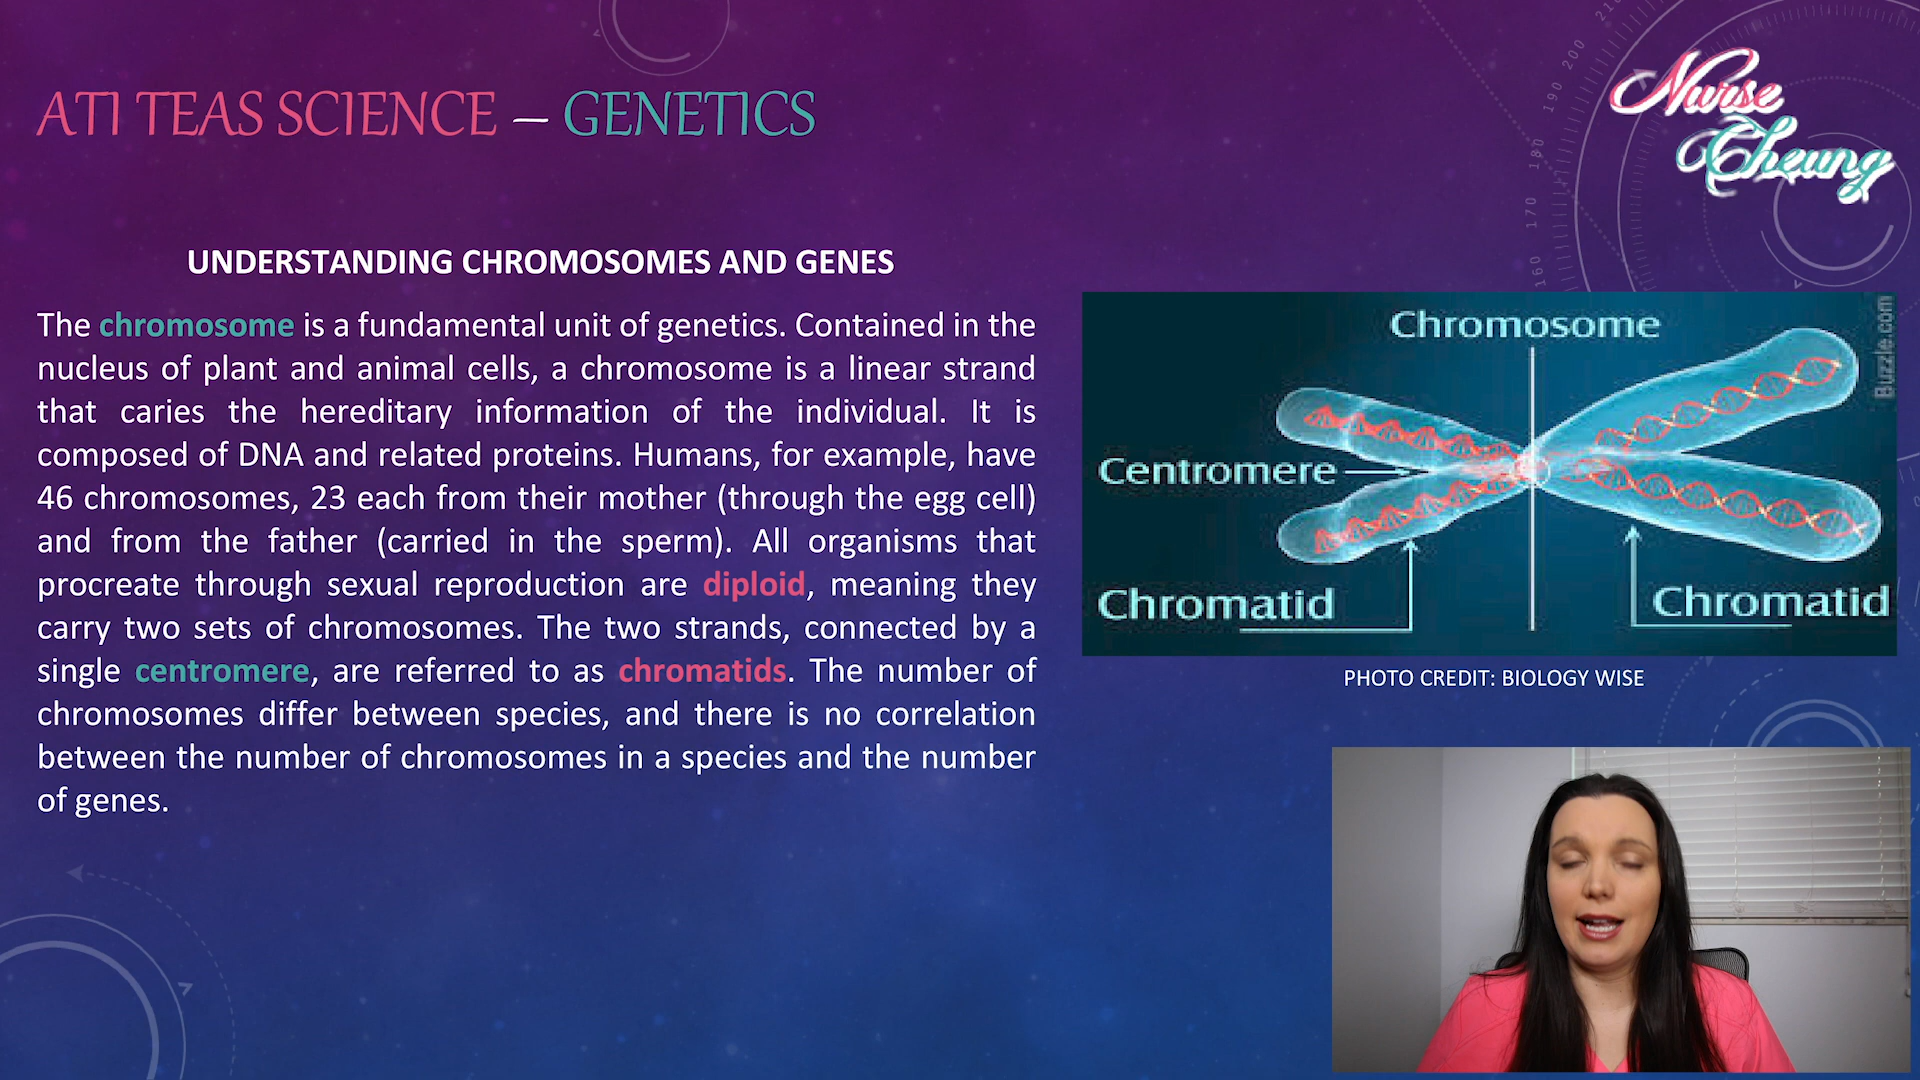 ATI TEAS SCIENCE – GENETICS
Nurse
Cheung
210
200
190
180
170
160
UNDERSTANDING CHROMOSOMES AND GENES
The chromosome is a fundamental unit of genetics. Contained in the
nucleus of plant and animal cells, a chromosome is a linear strand
that caries the hereditary information of the individual. It is
composed of DNA and related proteins. Humans, for example, have
46 chromosomes, 23 each from their mother (through the egg cell)
and from the father (carried in the sperm). All organisms that
procreate through sexual reproduction are diploid, meaning they
carry two sets of chromosomes. The two strands, connected by a
single centromere, are referred to as chromatids. The number of
chromosomes differ between species, and there is no correlation
between the number of chromosomes in a species and the number
of genes.
Chromosome
Buzzle.com
Centromere
Chromatid
Chromatid
PHOTO CREDIT: BIOLOGY WISE